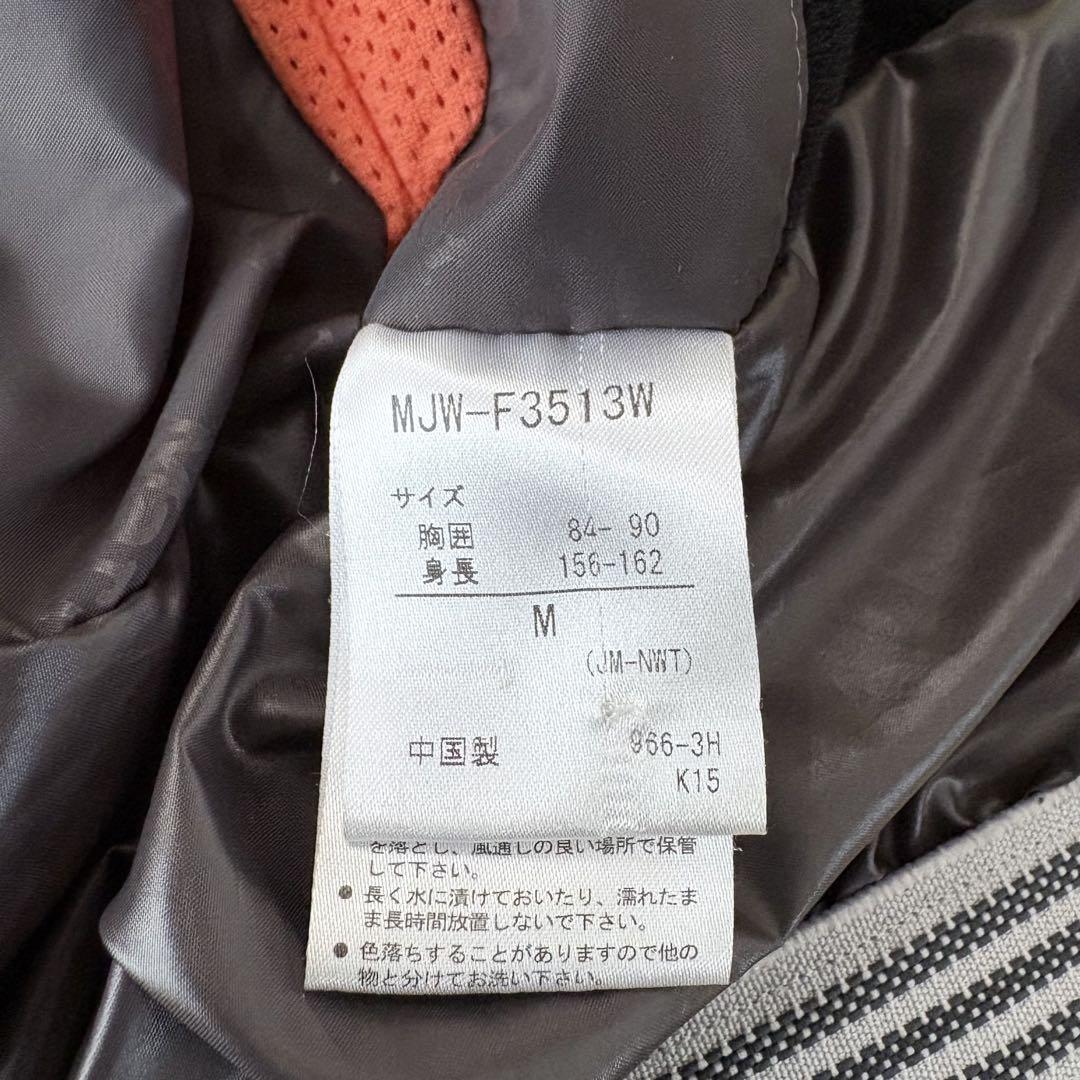 MJW-F3513W
サイズ
胸囲 84- 90
身長 156-162
M
(JM-NWT)
中国製 966-3H
K15
を落とし、風通しの良い場所で保管
して下さい。
● 長く水に漬けておいたり、濡れたま
ま長時間放置しないで下さい。
● 色落ちすることがありますので他の
物と分けてお洗い下さい。